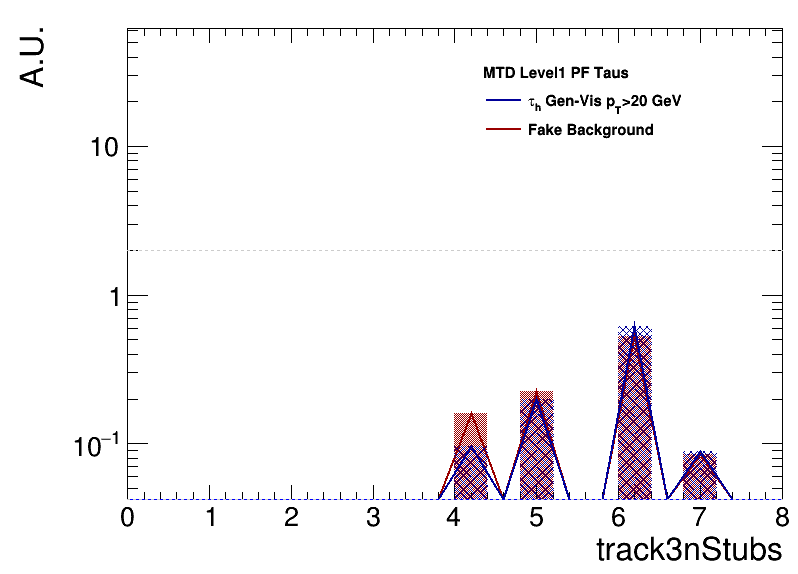 A.U.
MTD Level1 PF Taus
τh Gen-Vis pT>20 GeV
Fake Background
10
1
10−1
0 1 2 3 4 5 6 7 8
track3nStubs